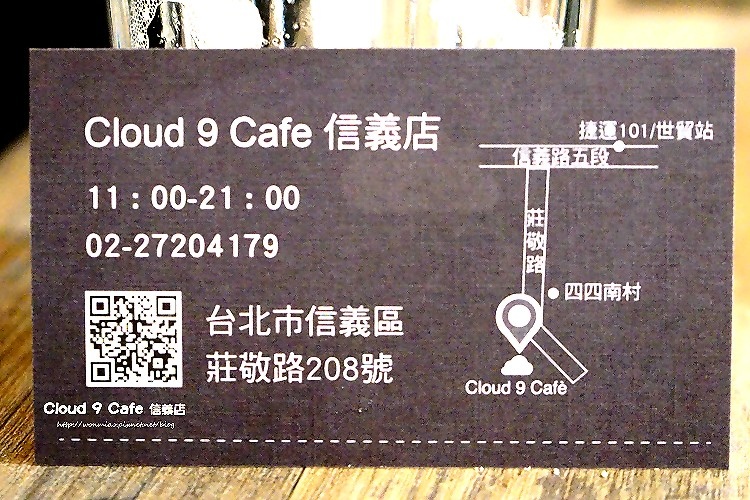 Cloud 9 Cafe 信義店
11：00-21：00
02-27204179
台北市信義區
莊敬路208號
Cloud 9 Cafe 信義店
捷運101/世貿站
信義路五段
莊敬路
四四南村
Cloud 9 Cafè